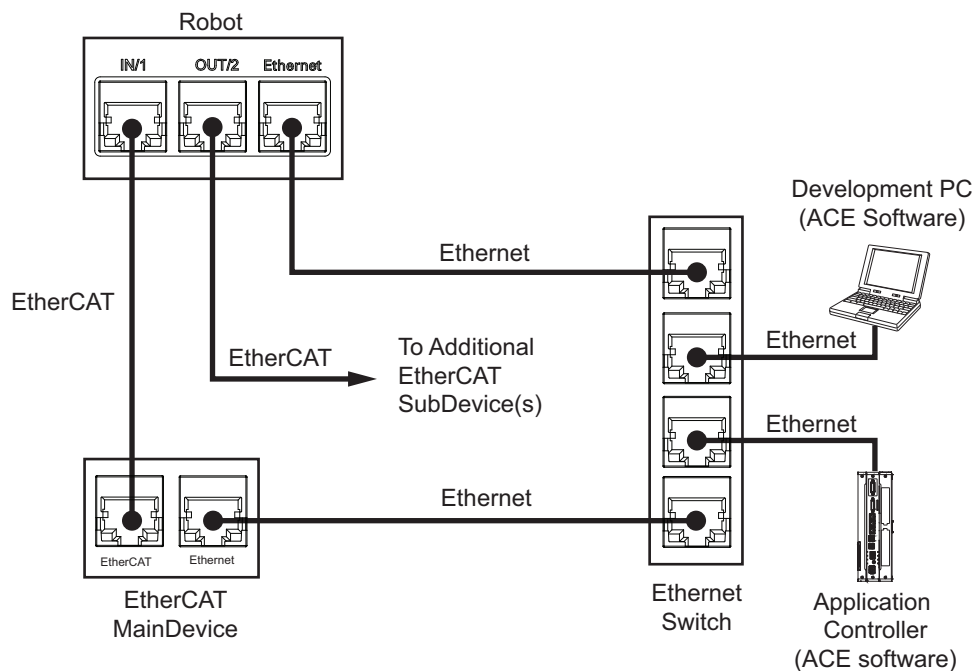 Robot
IN/1
OUT/2
Ethernet
Development PC
(ACE Software)
Ethernet
EtherCAT
Ethernet
EtherCAT
To Additional
EtherCAT
SubDevice(s)
Ethernet
Ethernet
EtherCAT
Ethernet
EtherCAT
MainDevice
Ethernet
Switch
Application
Controller
(ACE software)